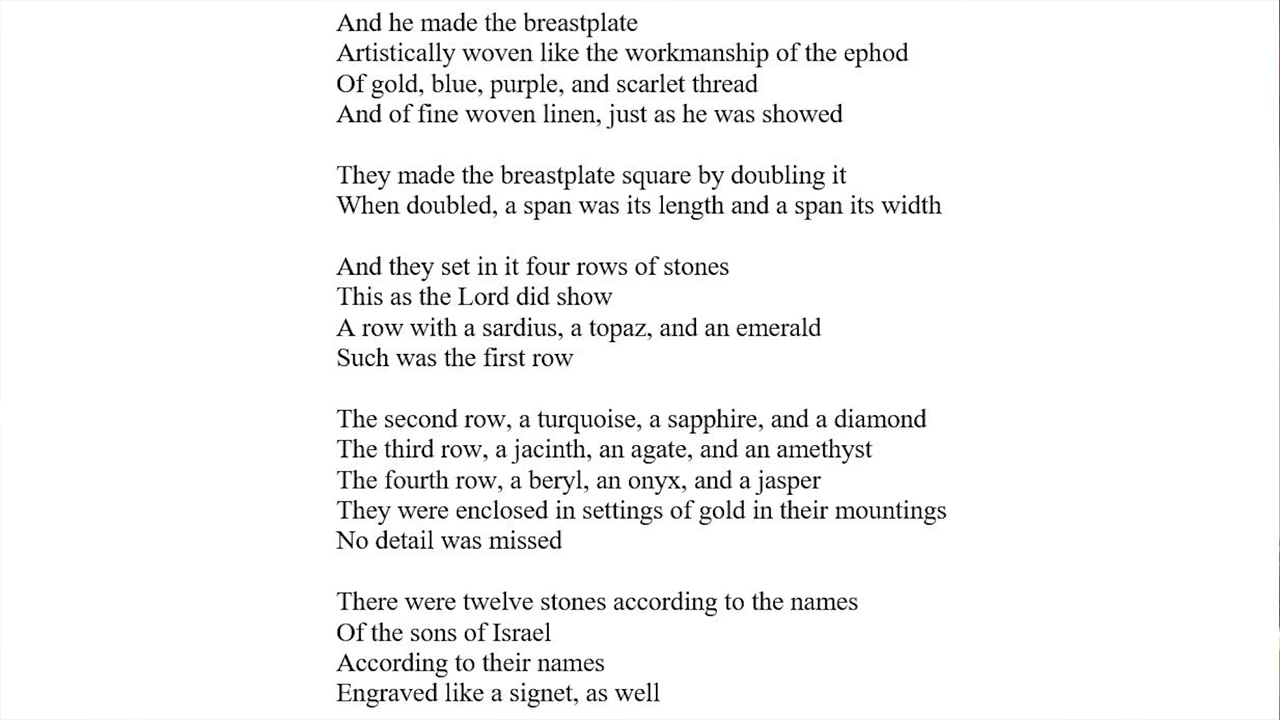 And he made the breastplate
Artistically woven like the workmanship of the ephod
Of gold, blue, purple, and scarlet thread
And of fine woven linen, just as he was showed
They made the breastplate square by doubling it
When doubled, a span was its length and a span its width
And they set in it four rows of stones
This as the Lord did show
A row with a sardius, a topaz, and an emerald
Such was the first row
The second row, a turquoise, a sapphire, and a diamond
The third row, a jacinth, an agate, and an amethyst
The fourth row, a beryl, an onyx, and a jasper
They were enclosed in settings of gold in their mountings
No detail was missed
There were twelve stones according to the names
Of the sons of Israel
According to their names
Engraved like a signet, as well